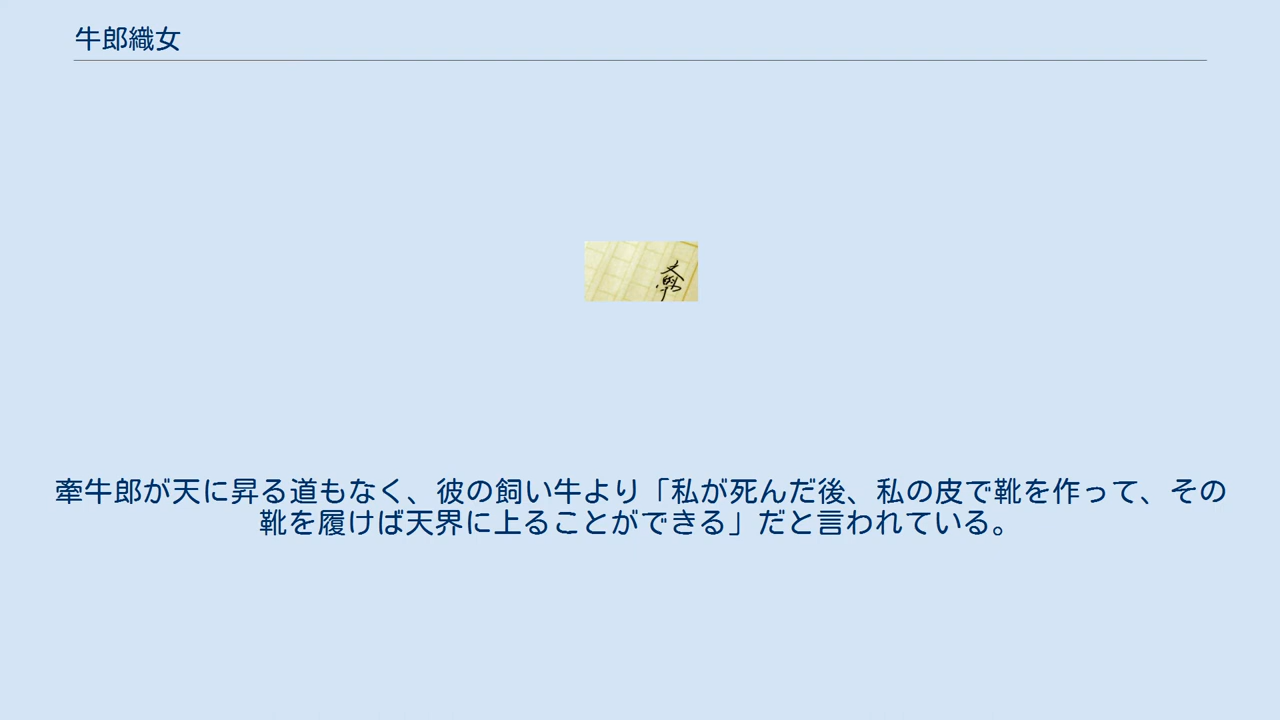 牛郎織女
牽牛郎が天に昇る道もなく、彼の飼い牛より「私が死んだ後、私の皮で靴を作って、その
靴を履けば天界に上ることができる」だと言われている。